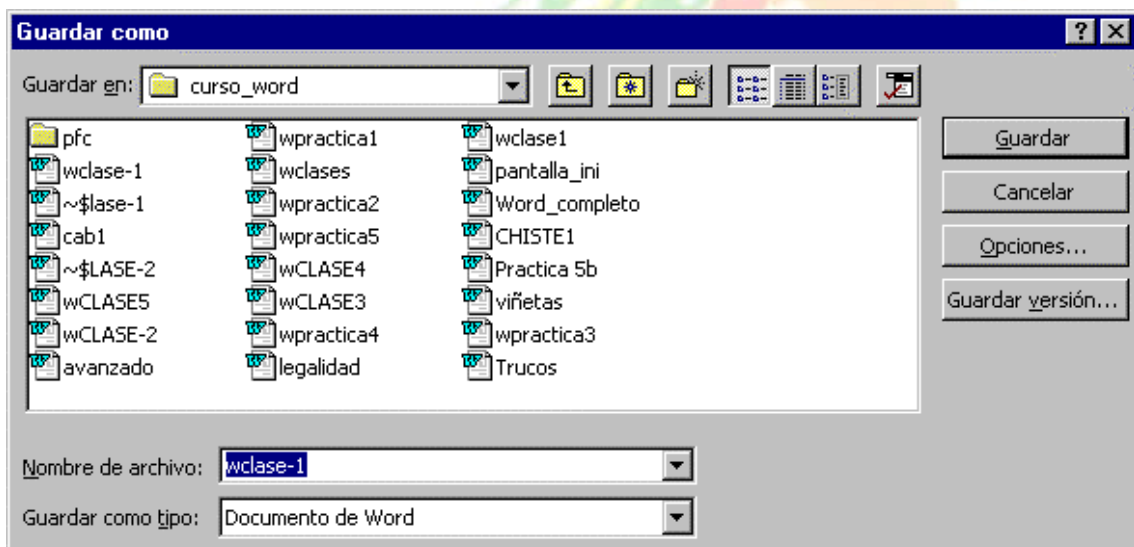 Guardar como
Guardar en: curso_word
pfc wpractica1 wclase1
wclase-1 wclases pantalla_ini
~$lase-1 wpractica2 Word_completo
cab1 wpractica5 CHISTE1
~$LASE-2 wCLASE4 Practica 5b
wCLASE5 wCLASE3 viñetas
wCLASE-2 wpractica4 wpractica3
avanzado legalidad Trucos
Guardar
Cancelar
Opciones...
Guardar versión...
Nombre de archivo: wclase-1
Guardar como tipo: Documento de Word